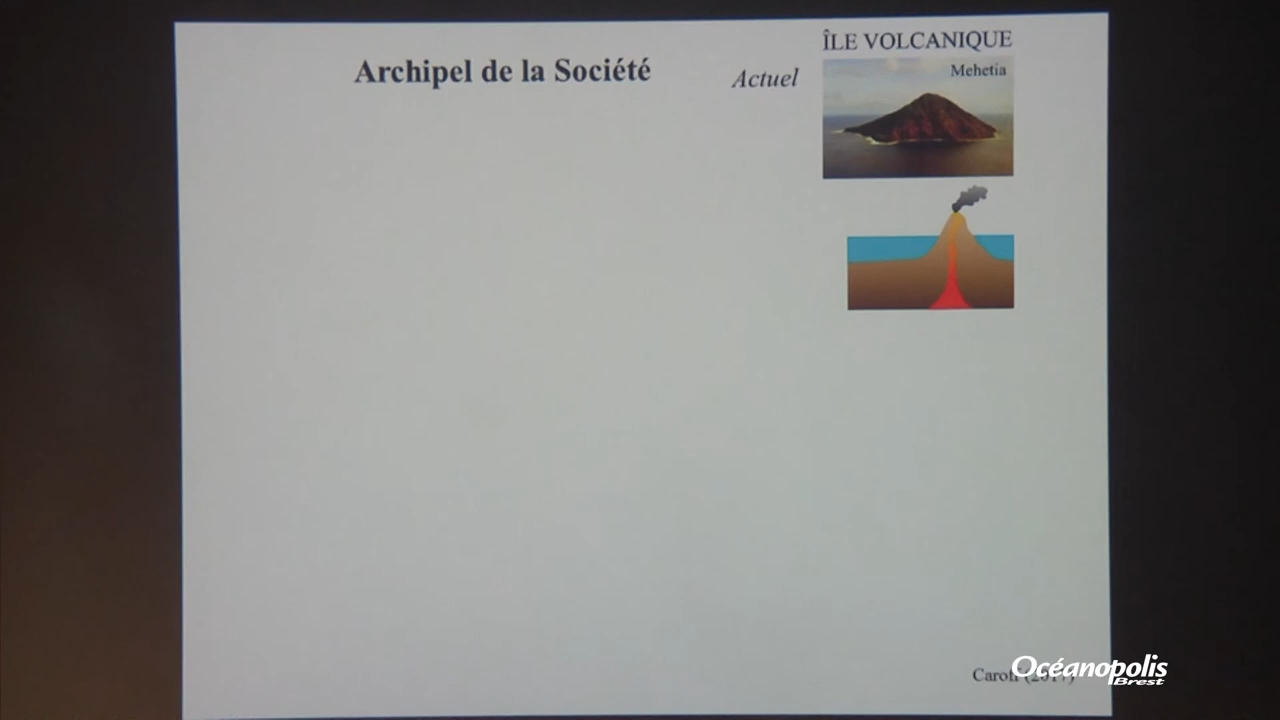 ÎLE VOLCANIQUE
Archipel de la Société
Actuel
Mehetia
Océanopolis
Brest